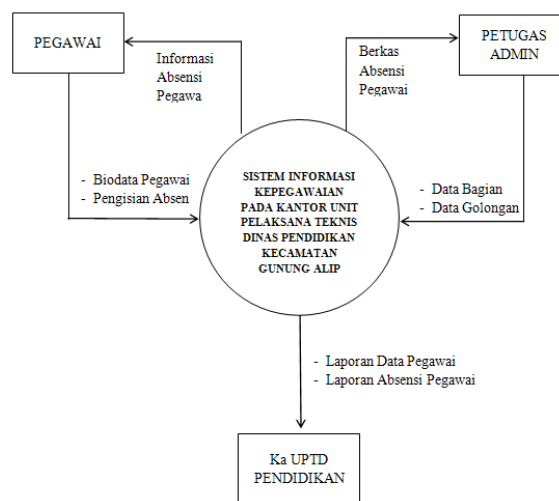 PEGAWAI
PETUGAS
ADMIN
Informasi
Absensi
Pegawa
Berkas
Absensi
Pegawai
- Biodata Pegawai
- Pengisian Absen
SISTEM INFORMASI
KEPEGAWAIAN
PADA KANTOR UNIT
PELAKSANA TEKNIS
DINAS PENDIDIKAN
KECAMATAN
GUNUNG ALIP
- Data Bagian
- Data Golongan
- Laporan Data Pegawai
- Laporan Absensi Pegawai
Ka UPTD
PENDIDIKAN